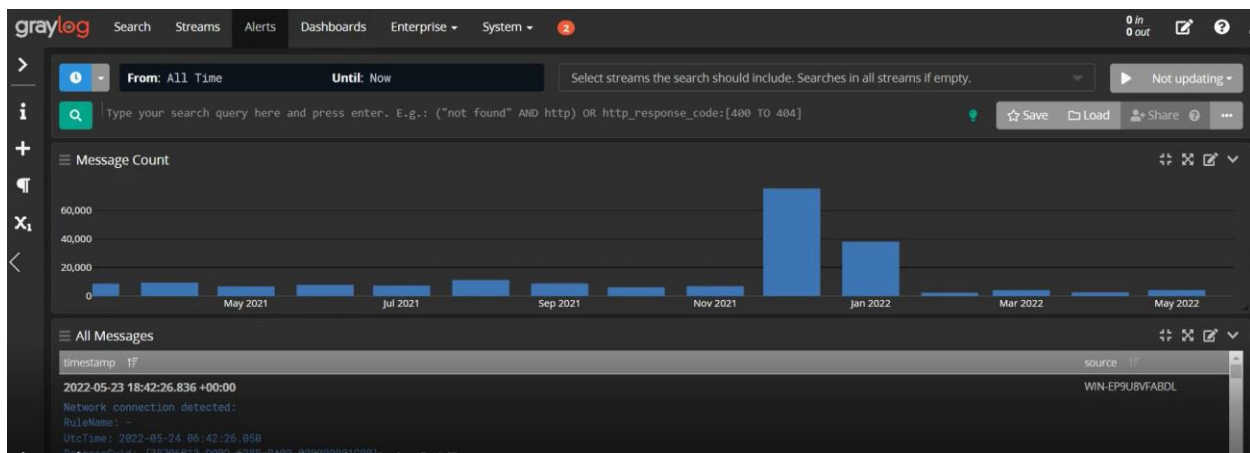 graylog Search Streams Alerts Dashboards Enterprise System 2 0 in
0 out
From: All Time Until: Now Select streams the search should include. Searches in all streams if empty. Not updating
Type your search query here and press enter. E.g.: ("not found" AND http) OR http_response_code:[400 TO 404] Save Load Share ...
Message Count
60,000
40,000
20,000
0
May 2021 Jul 2021 Sep 2021 Nov 2021 Jan 2022 Mar 2022 May 2022
All Messages
timestamp source
2022-05-23 18:42:26.836 +00:00 WIN-EP9U8VFABDL
Network connection detected:
RuleName: -
UtcTime: 2022-05-24 06:42:26.050